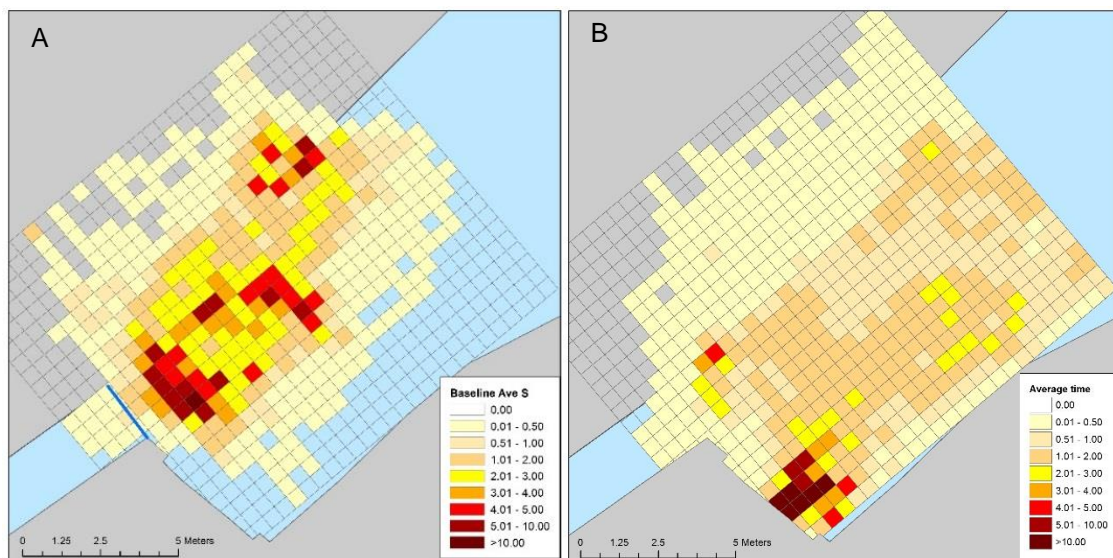 A
B
Baseline Ave S
0.00
0.01 - 0.50
0.51 - 1.00
1.01 - 2.00
2.01 - 3.00
3.01 - 4.00
4.01 - 5.00
5.01 - 10.00
>10.00
0 1.25 2.5 5 Meters
Average time
0.00
0.01 - 0.50
0.51 - 1.00
1.01 - 2.00
2.01 - 3.00
3.01 - 4.00
4.01 - 5.00
5.01 - 10.00
>10.00
0 1.25 2.5 5 Meters